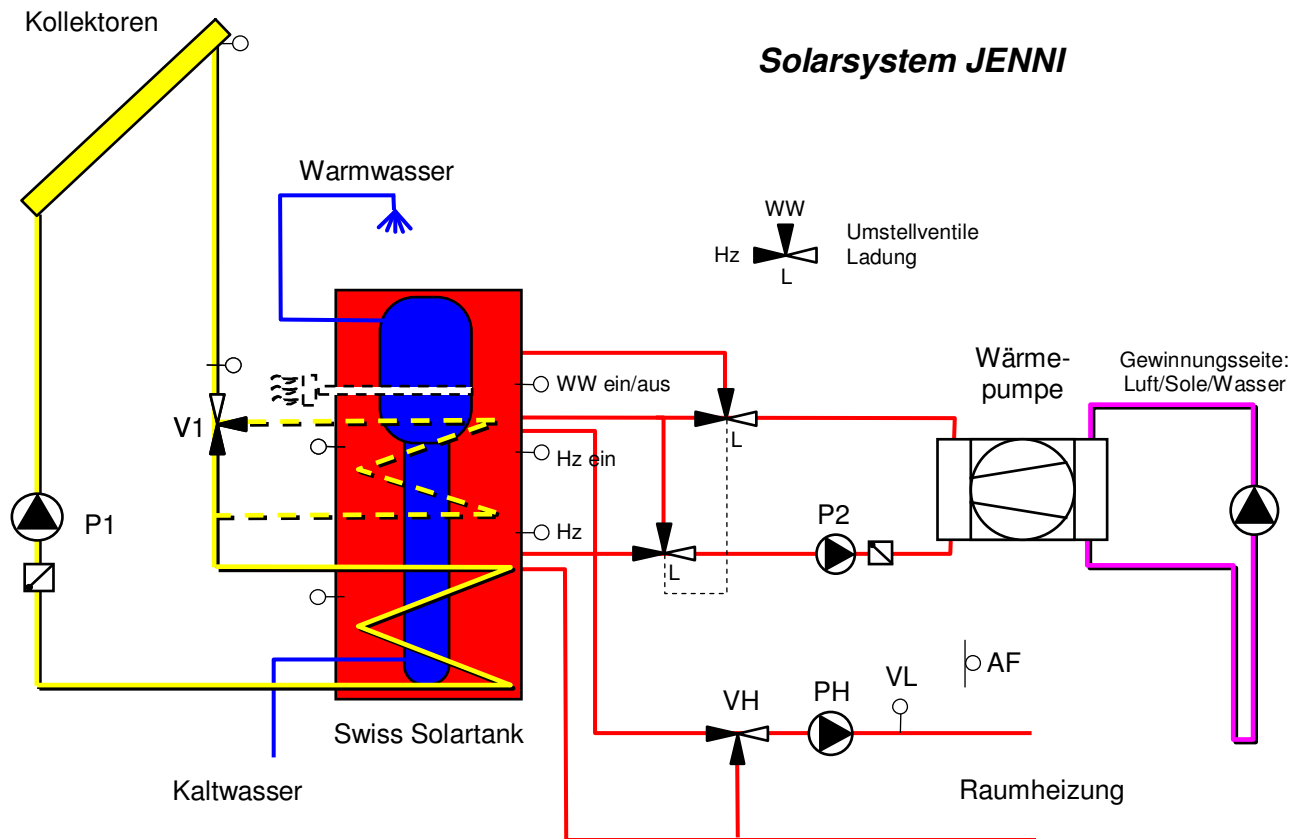 Kollektoren
Solarsystem JENNI
Warmwasser
WW
Hz
L
Umstellventile
Ladung
Wärme-
pumpe
Gewinnungsseite:
Luft/Sole/Wasser
WW ein/aus
V1
L
Hz ein
P1
P2
Hz
L
AF
VL
PH
VH
Swiss Solartank
Kaltwasser
Raumheizung